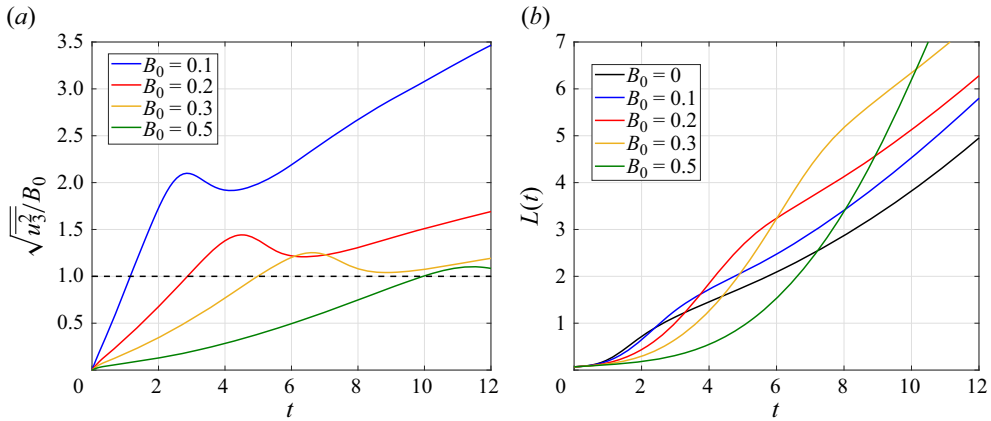 (a)
(b)
3.5
3.0
2.5
2.0
1.5
1.0
0.5
0
2
4
6
8
10
12
t
√u₃²/B₀
B₀ = 0.1
B₀ = 0.2
B₀ = 0.3
B₀ = 0.5
7
6
5
4
3
2
1
0
2
4
6
8
10
12
t
L(t)
B₀ = 0
B₀ = 0.1
B₀ = 0.2
B₀ = 0.3
B₀ = 0.5